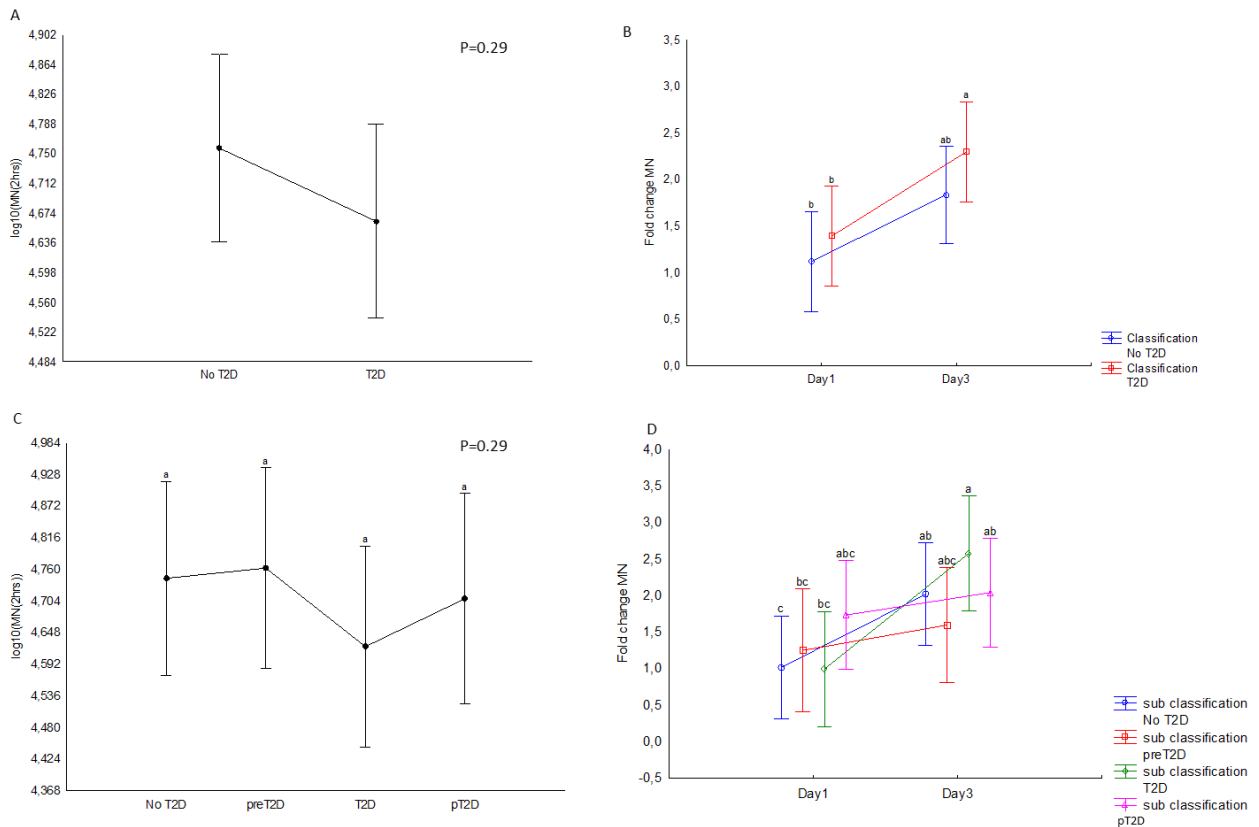 A
4,902
4,864
4,826
4,788
4,750
4,712
4,674
4,636
4,598
4,560
4,522
4,484
log10(MN(2hrs))
P=0.29
No T2D
T2D
B
3,5
3,0
2,5
2,0
1,5
1,0
0,5
0,0
Fold change MN
b
b
ab
a
Day1
Day3
Classification
No T2D
Classification
T2D
C
4,984
4,928
4,872
4,816
4,760
4,704
4,648
4,592
4,536
4,480
4,424
4,368
log10(MN(2hrs))
P=0.29
a
a
a
a
No T2D
preT2D
T2D
pT2D
D
4,0
3,5
3,0
2,5
2,0
1,5
1,0
0,5
0,0
-0,5
Fold change MN
c
bc
bc
abc
ab
abc
a
ab
Day1
Day3
sub classification
No T2D
sub classification
preT2D
sub classification
T2D
sub classification
pT2D